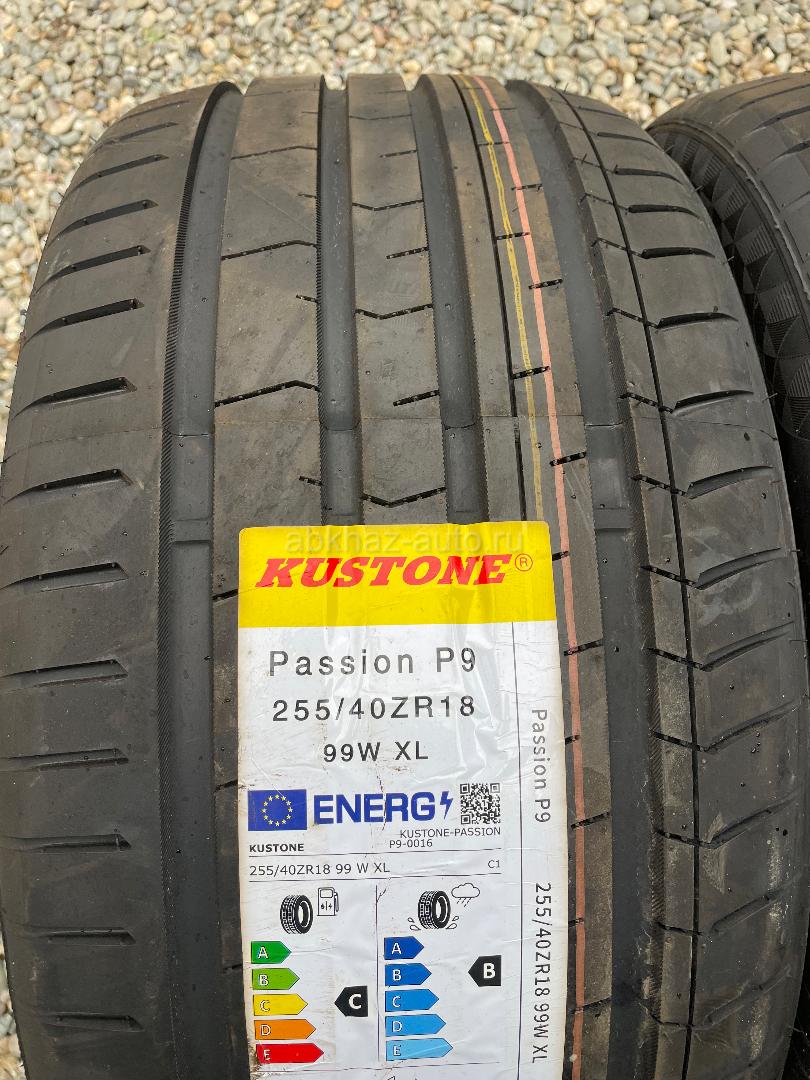 abkhaz-auto.ru
KUSTONE®
Passion P9
255/40ZR18
99W XL
ENERG
KUSTONE-PASSION
P9-0016
KUSTONE
255/40ZR18 99 W XL
C1
A
B
C
D
E
C
A
B
C
D
E
B
Passion P9
255/40ZR18 99W XL